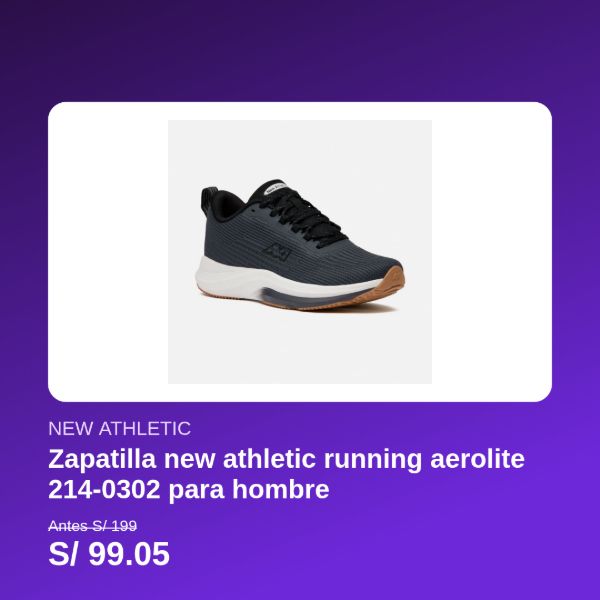 NEW ATHLETIC
Zapatilla new athletic running aerolite
214-0302 para hombre
Antes S/ 199
S/ 99.05